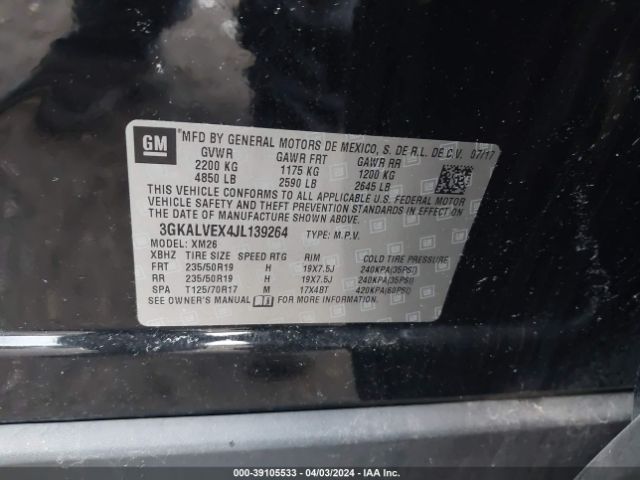 GM
MFD BY GENERAL MOTORS DE MEXICO, S. DE R.L. DE C.V. 07/17
GVWR GAWR FRT GAWR RR
2200 KG 1175 KG 1200 KG
4850 LB 2590 LB 2645 LB
THIS VEHICLE CONFORMS TO ALL APPLICABLE U.S. FEDERAL MOTOR
VEHICLE SAFETY AND THEFT PREVENTION STANDARDS IN EFFECT ON
THE DATE OF MANUFACTURE SHOWN ABOVE.
3GKALVEX4JL139264 TYPE: M.P.V.
MODEL: XM26
XBHZ TIRE SIZE SPEED RTG RIM COLD TIRE PRESSURE
FRT 235/50R19 H 19X7.5J 240KPA(35PSI)
RR 235/50R19 H 19X7.5J 240KPA(35PSI)
SPA T125/70R17 M 17X4BT 420KPA(60PSI)
SEE OWNER'S MANUAL FOR MORE INFORMATION.
000-39105533 - 04/03/2024 - IAA Inc.